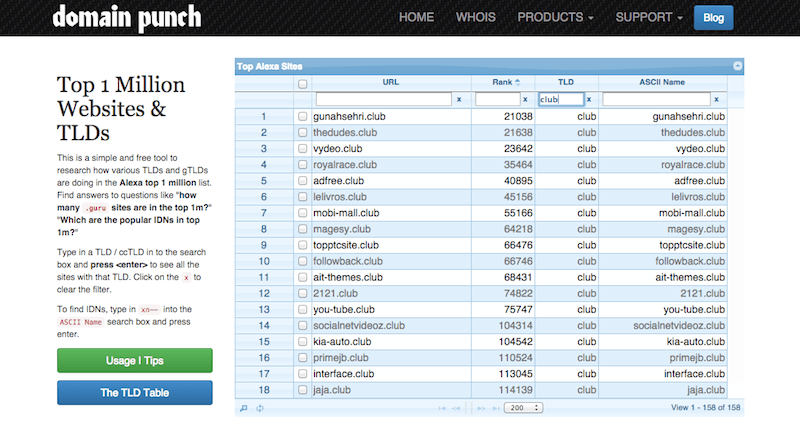 domain punch
HOME WHOIS PRODUCTS SUPPORT Blog
Top 1 Million
Websites &
TLDs
This is a simple and free tool to
research how various TLDs and gTLDs
are doing in the Alexa top 1 million list.
Find answers to questions like "how
many .guru sites are in the top 1m?"
"Which are the popular IDNs in top
1m?"
Type in a TLD / ccTLD in to the search
box and press <enter> to see all the
sites with that TLD. Click on the x to
clear the filter.
To find IDNs, type in xn-- into the
ASCII Name search box and press
enter.
Usage | Tips
The TLD Table
Top Alexa Sites
URL Rank TLD ASCII Name
x x club x x
1 gunahsehri.club 21038 club gunahsehri.club
2 thedudes.club 21638 club thedudes.club
3 vydeo.club 23642 club vydeo.club
4 royalrace.club 35464 club royalrace.club
5 adfree.club 40895 club adfree.club
6 lelivros.club 45156 club lelivros.club
7 mobi-mall.club 55166 club mobi-mall.club
8 magesy.club 64218 club magesy.club
9 topptcsite.club 66476 club topptcsite.club
10 followback.club 66746 club followback.club
11 ait-themes.club 68431 club ait-themes.club
12 2121.club 74822 club 2121.club
13 you-tube.club 75747 club you-tube.club
14 socialnetvideoz.club 104314 club socialnetvideoz.club
15 kia-auto.club 104542 club kia-auto.club
16 primejb.club 110524 club primejb.club
17 interface.club 113045 club interface.club
18 jaja.club 114139 club jaja.club
200 View 1 - 158 of 158